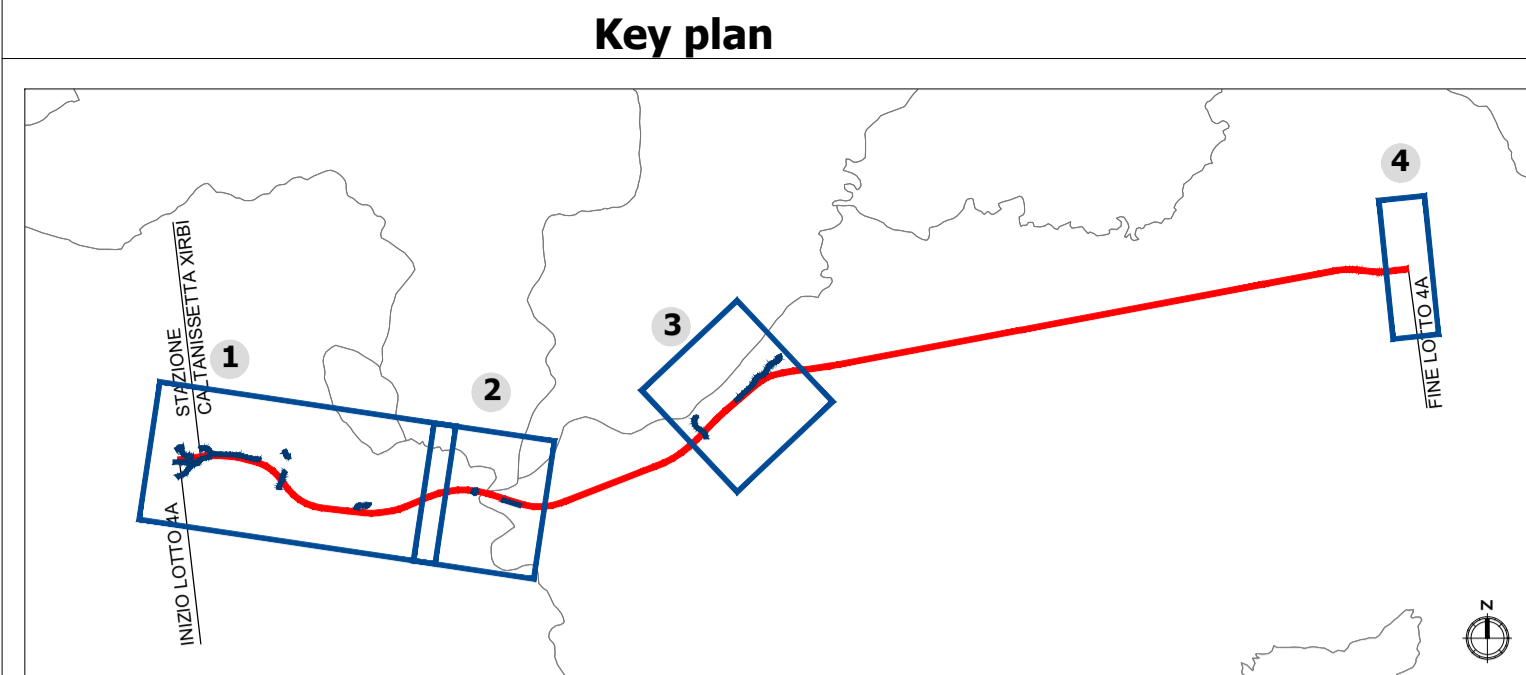 Key plan
4
3
1
2
STAZIONE
CALTANISSETTA XIRBI
INIZIO LOTTO 4A
FINE LOTTO 4A
N